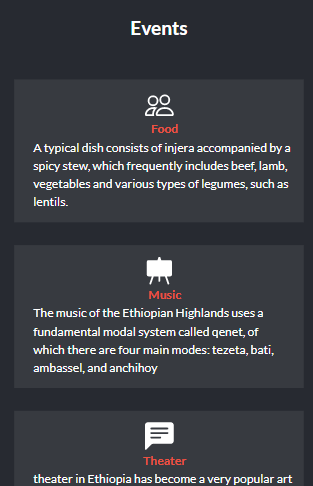 Events
Food
A typical dish consists of injera accompanied by a
spicy stew, which frequently includes beef, lamb,
vegetables and various types of legumes, such as
lentils.
Music
The music of the Ethiopian Highlands uses a
fundamental modal system called qenet, of
which there are four main modes: tezeta, bati,
ambassel, and anchihoy
Theater
theater in Ethiopia has become a very popular art